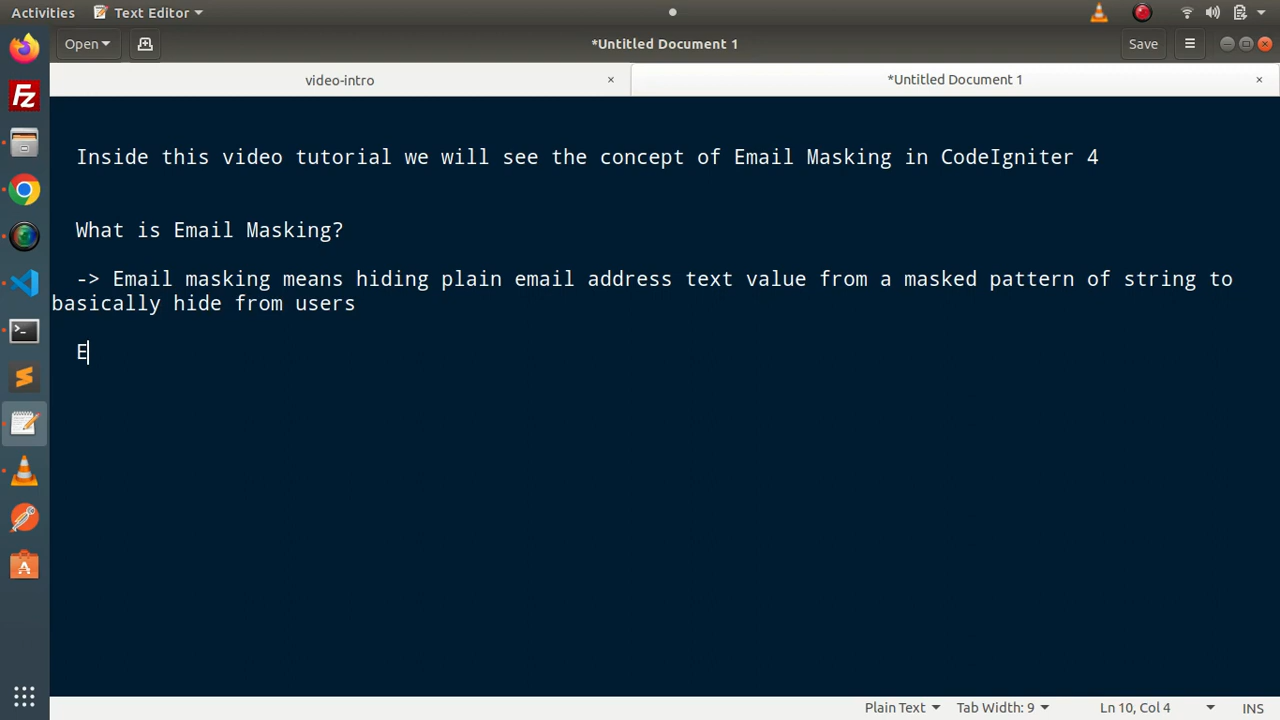 Activities Text Editor
Open *Untitled Document 1 Save
video-intro × *Untitled Document 1 ×
Inside this video tutorial we will see the concept of Email Masking in CodeIgniter 4
What is Email Masking?
-> Email masking means hiding plain email address text value from a masked pattern of string to
basically hide from users
E
Plain Text Tab Width: 9 Ln 10, Col 4 INS